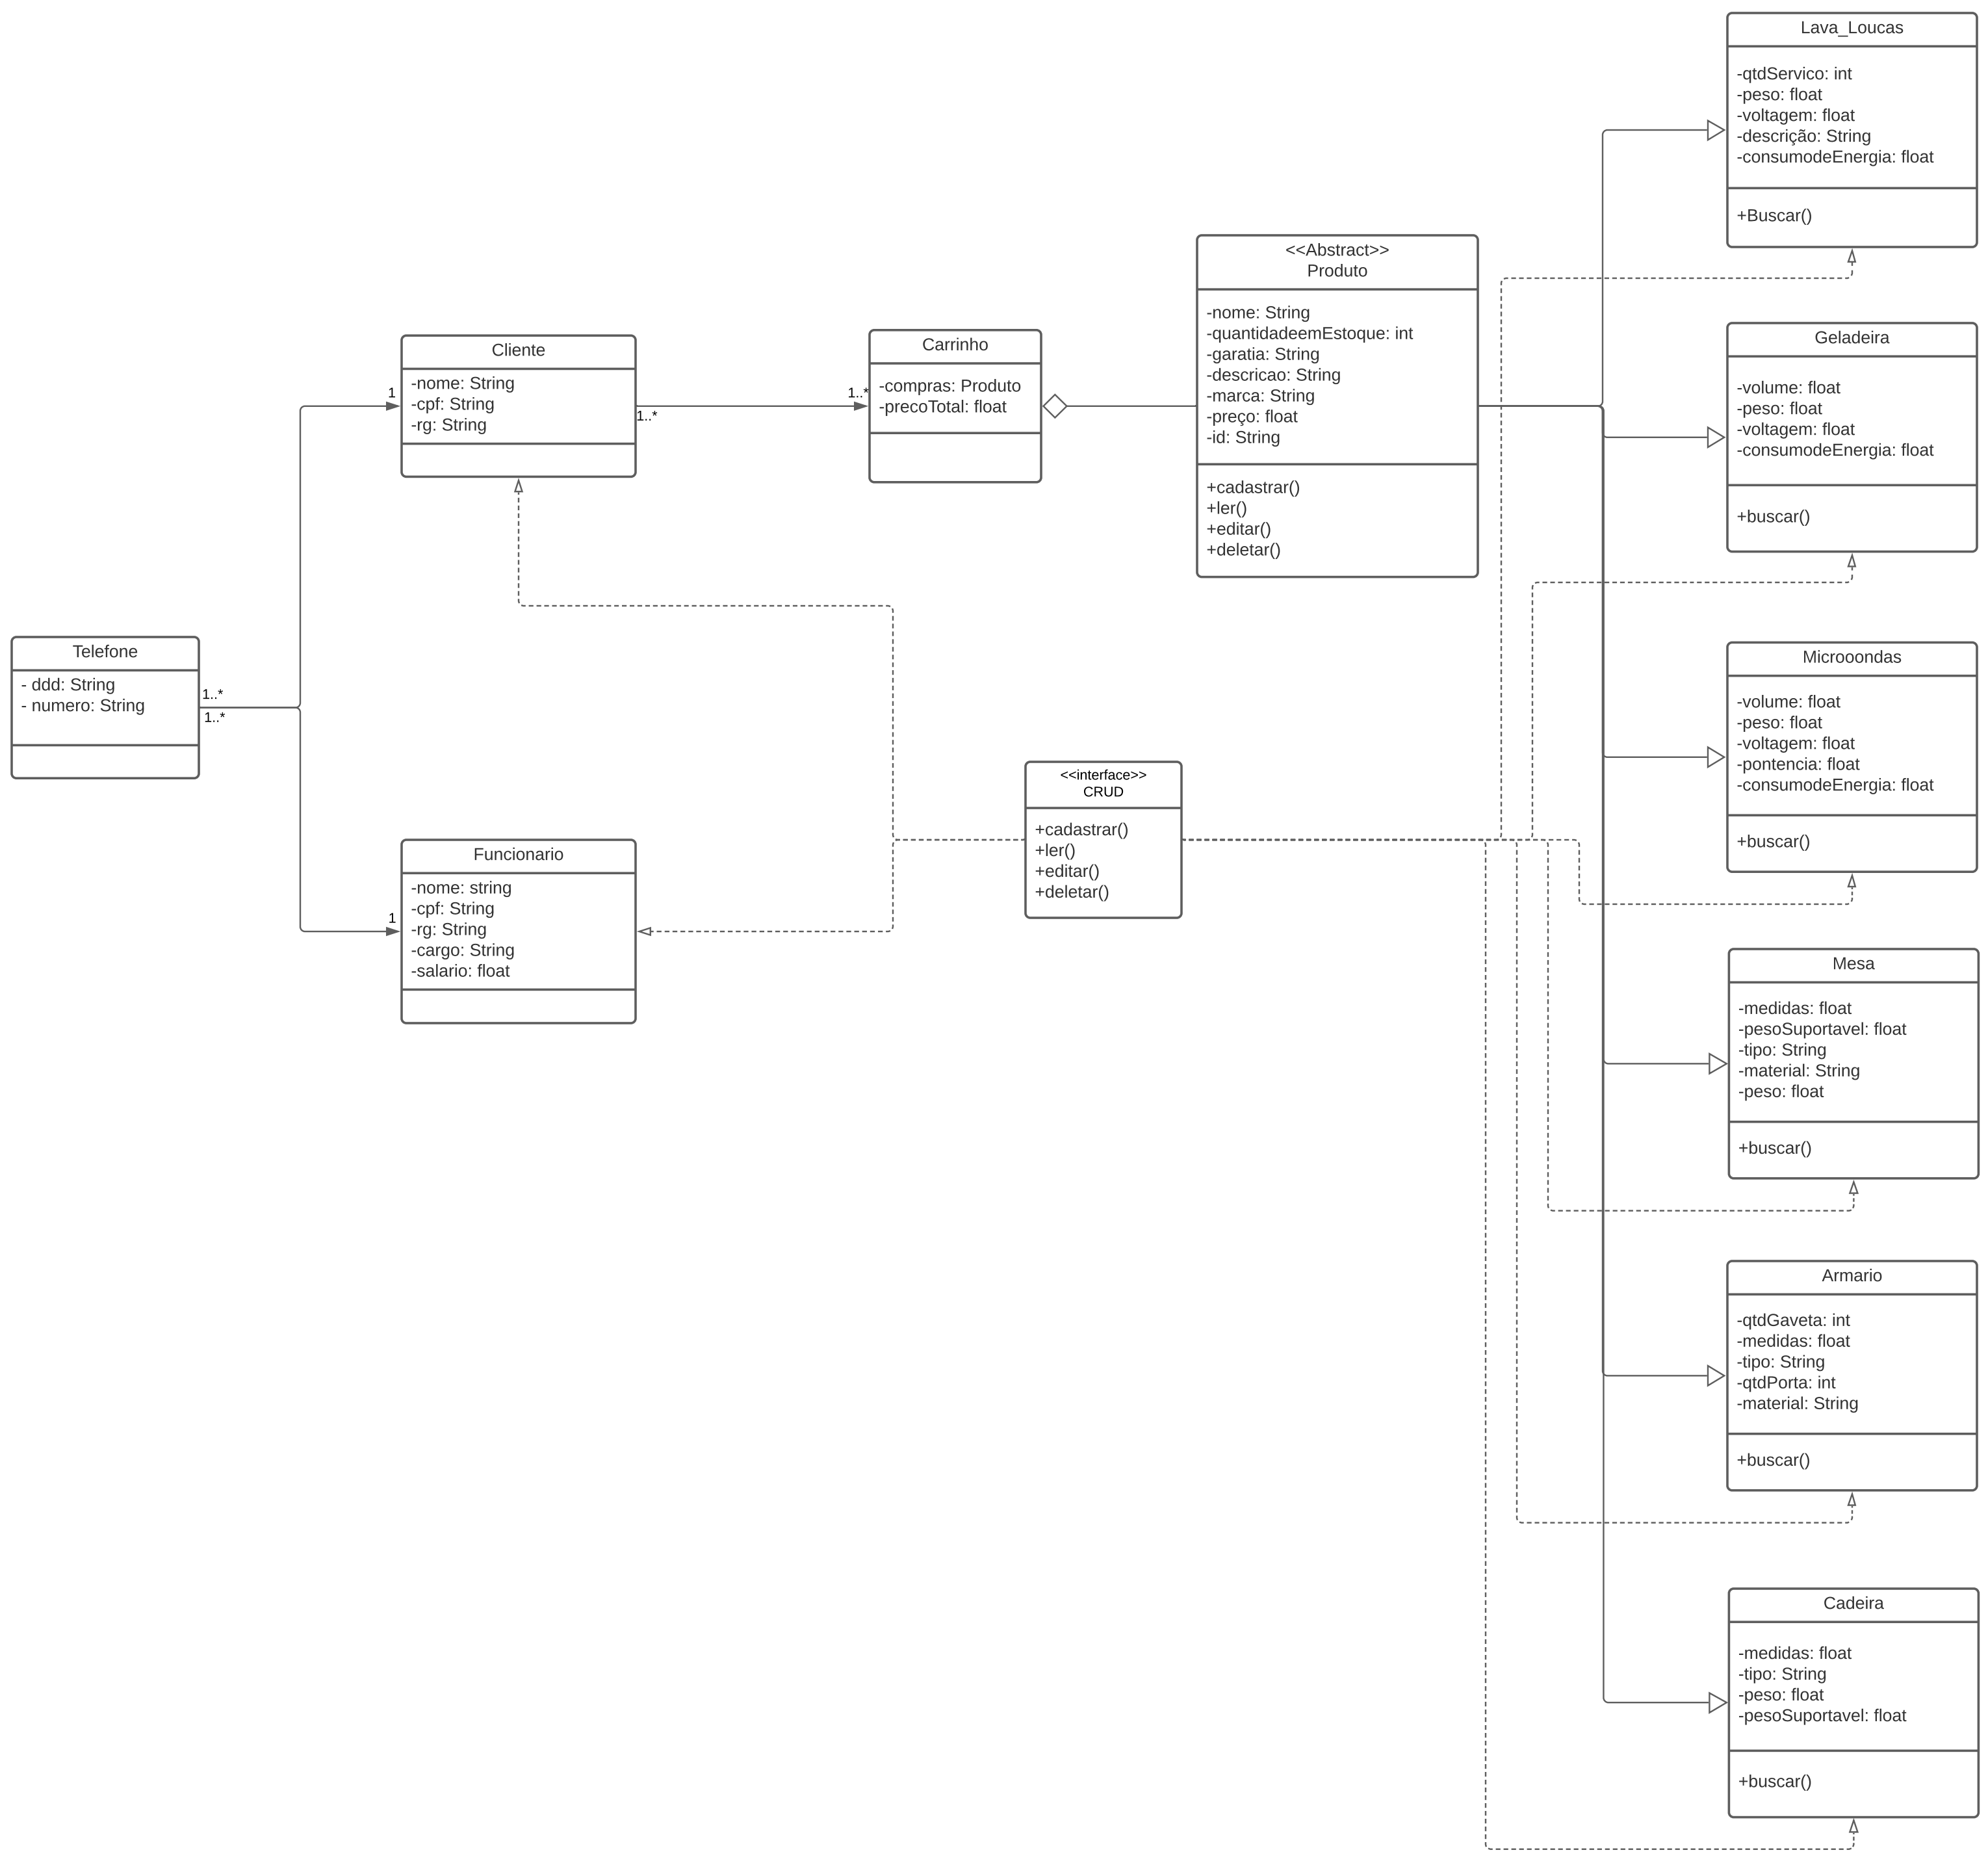 Lava_Loucas
-qtdServico: int
-peso: float
-voltagem: float
-descrição: String
-consumodeEnergia: float
+Buscar()
<<Abstract>>
Produto
-nome: String
-quantidadeemEstoque: int
-garatia: String
-descricao: String
-marca: String
-preço: float
-id: String
+cadastrar()
+ler()
+editar()
+deletar()
Geladeira
-volume: float
-peso: float
-voltagem: float
-consumodeEnergia: float
+buscar()
Carrinho
-compras: Produto
-precoTotal: float
Cliente
-nome: String
-cpf: String
-rg: String
1
1..*
1..*
Telefone
- ddd: String
- numero: String
1..*
1..*
Microoondas
-volume: float
-peso: float
-voltagem: float
-pontencia: float
-consumodeEnergia: float
+buscar()
<<interface>>
CRUD
+cadastrar()
+ler()
+editar()
+deletar()
Funcionario
-nome: string
-cpf: String
-rg: String
-cargo: String
-salario: float
1
Mesa
-medidas: float
-pesoSuportavel: float
-tipo: String
-material: String
-peso: float
+buscar()
Armario
-qtdGaveta: int
-medidas: float
-tipo: String
-qtdPorta: int
-material: String
+buscar()
Cadeira
-medidas: float
-tipo: String
-peso: float
-pesoSuportavel: float
+buscar()